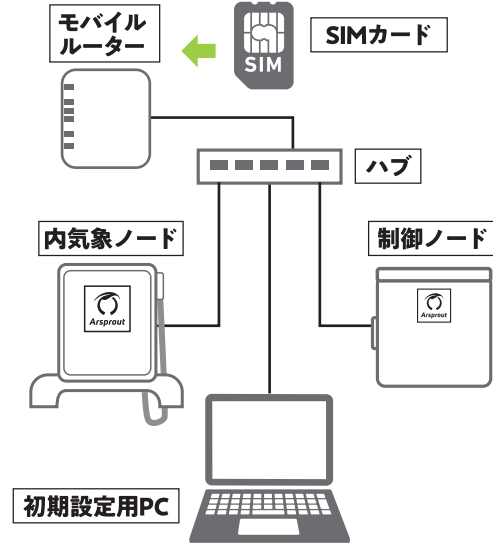 モバイル
ルーター
SIM
SIMカード
ハブ
内気象ノード
制御ノード
Arsprout
Arsprout
初期設定用PC